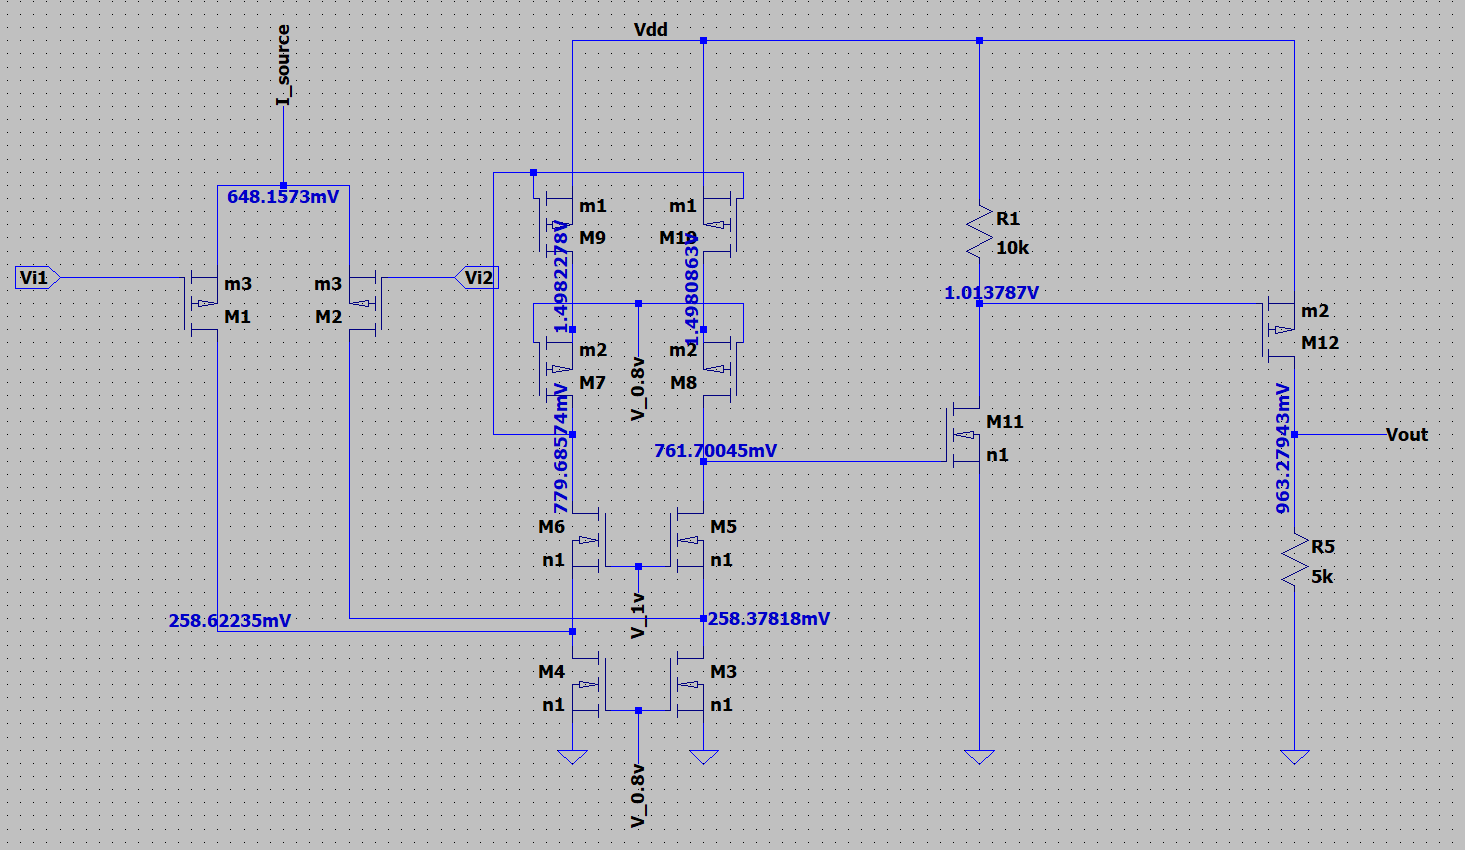 Vdd
I_source
648.1573mV
m1
M9
m1
M10
R1
10k
Vi1
m3
M1
m3
M2
Vi2
1.4982278V
1.4980863V
1.013787V
m2
M12
m2
M7
m2
M8
V_0.8v
779.68574mV
761.70045mV
M11
n1
963.27943mV
Vout
M6
n1
M5
n1
V_1v
R5
5k
258.62235mV
258.37818mV
M4
n1
M3
n1
V_0.8v